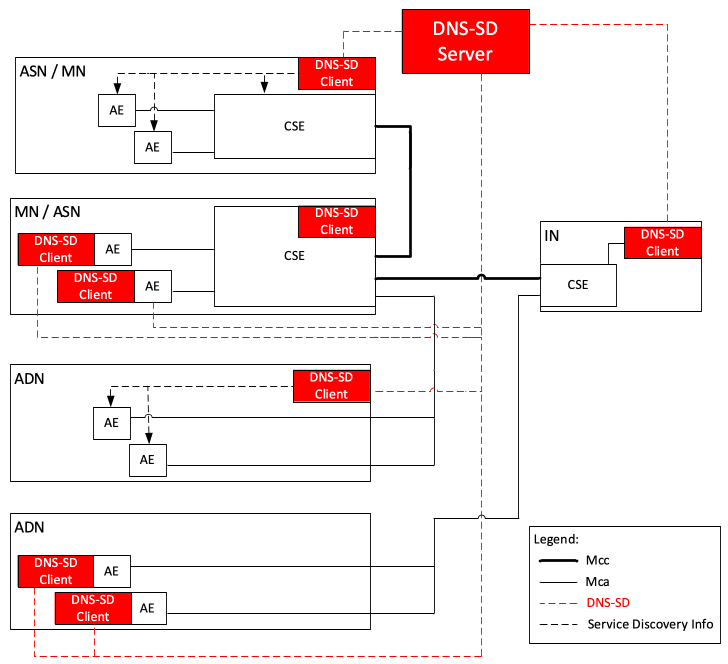 DNS-SD
Server
ASN / MN
DNS-SD
Client
AE
AE
CSE
MN / ASN
DNS-SD
Client
CSE
DNS-SD
Client
AE
DNS-SD
Client
AE
IN
DNS-SD
Client
CSE
ADN
DNS-SD
Client
AE
AE
ADN
DNS-SD
Client
AE
DNS-SD
Client
AE
Legend:
Mcc
Mca
DNS-SD
Service Discovery Info